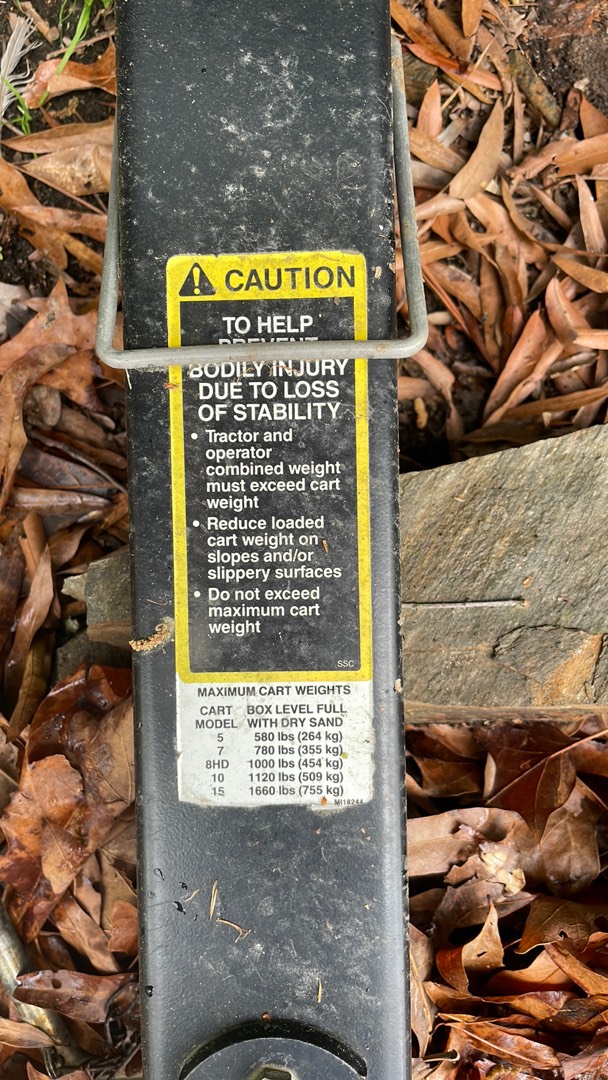 CAUTION
TO HELP
PREVENT
BODILY INJURY
DUE TO LOSS
OF STABILITY
• Tractor and
operator
combined weight
must exceed cart
weight
• Reduce loaded
cart weight on
slopes and/or
slippery surfaces
• Do not exceed
maximum cart
weight
SSC
MAXIMUM CART WEIGHTS
CART BOX LEVEL FULL
MODEL WITH DRY SAND
5 580 lbs (264 kg)
7 780 lbs (355 kg)
8HD 1000 lbs (454 kg)
10 1120 lbs (509 kg)
15 1660 lbs (755 kg)